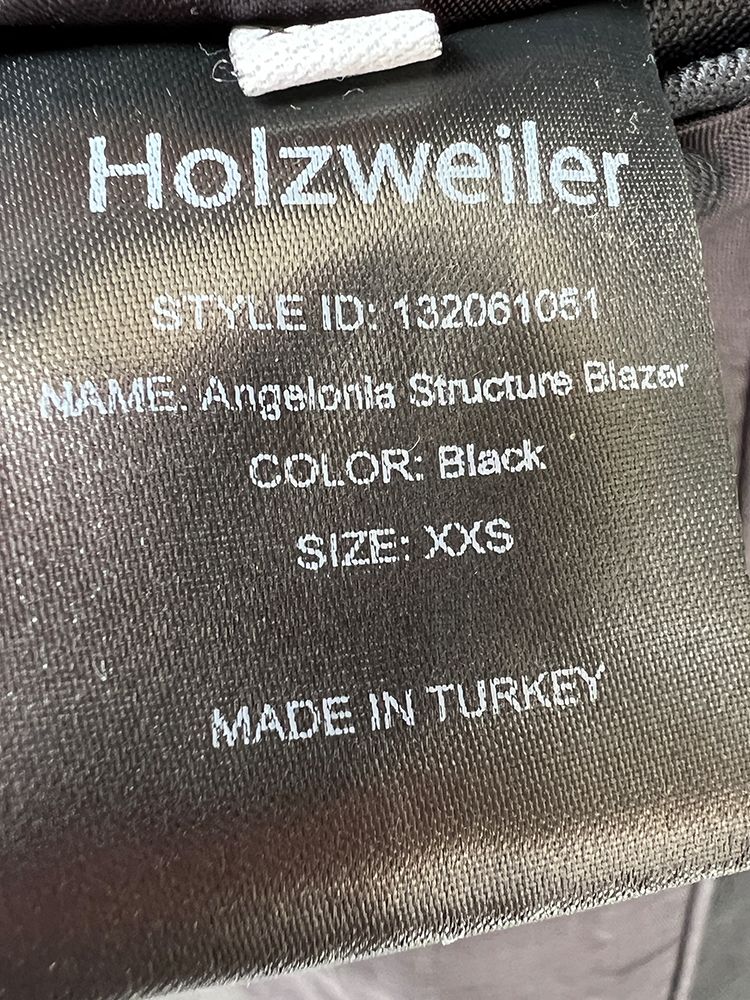 Holzweiler
STYLE ID: 132061051
NAME: Angelonia Structure Blazer
COLOR: Black
SIZE: XXS
MADE IN TURKEY